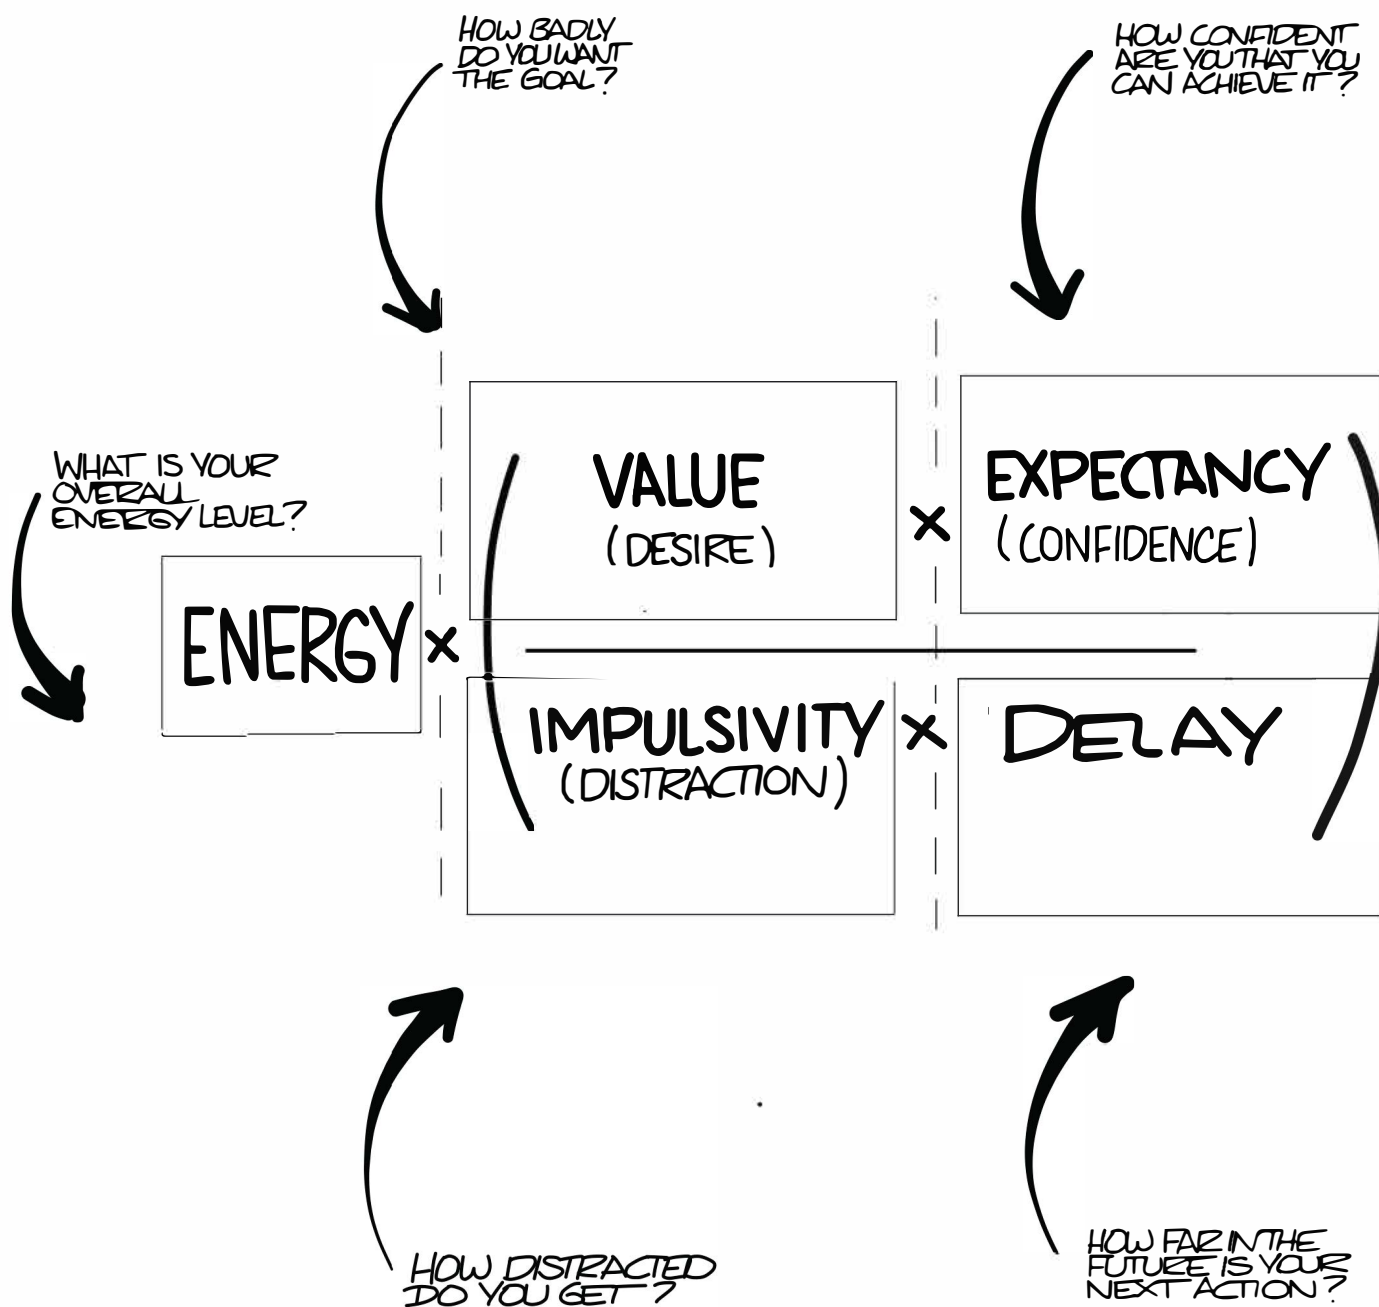 HOW BADLY
DO YOU WANT
THE GOAL?
HOW CONFIDENT
ARE YOU THAT YOU
CAN ACHIEVE IT?
WHAT IS YOUR
OVERALL
ENERGY LEVEL?
ENERGY ×
( VALUE × EXPECTANCY )
(DESIRE) (CONFIDENCE)
IMPULSIVITY × DELAY
(DISTRACTION)
HOW DISTRACTED
DO YOU GET?
HOW FAR IN THE
FUTURE IS YOUR
NEXT ACTION?